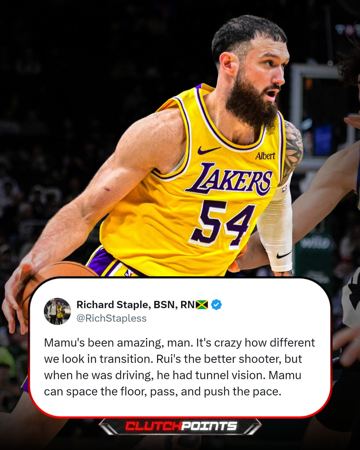 Albert
LAKERS
54
Richard Staple, BSN, RN🇯🇲
@RichStapless
Mamu's been amazing, man. It's crazy how different
we look in transition. Rui's the better shooter, but
when he was driving, he had tunnel vision. Mamu
can space the floor, pass, and push the pace.
CLUTCHPOINTS